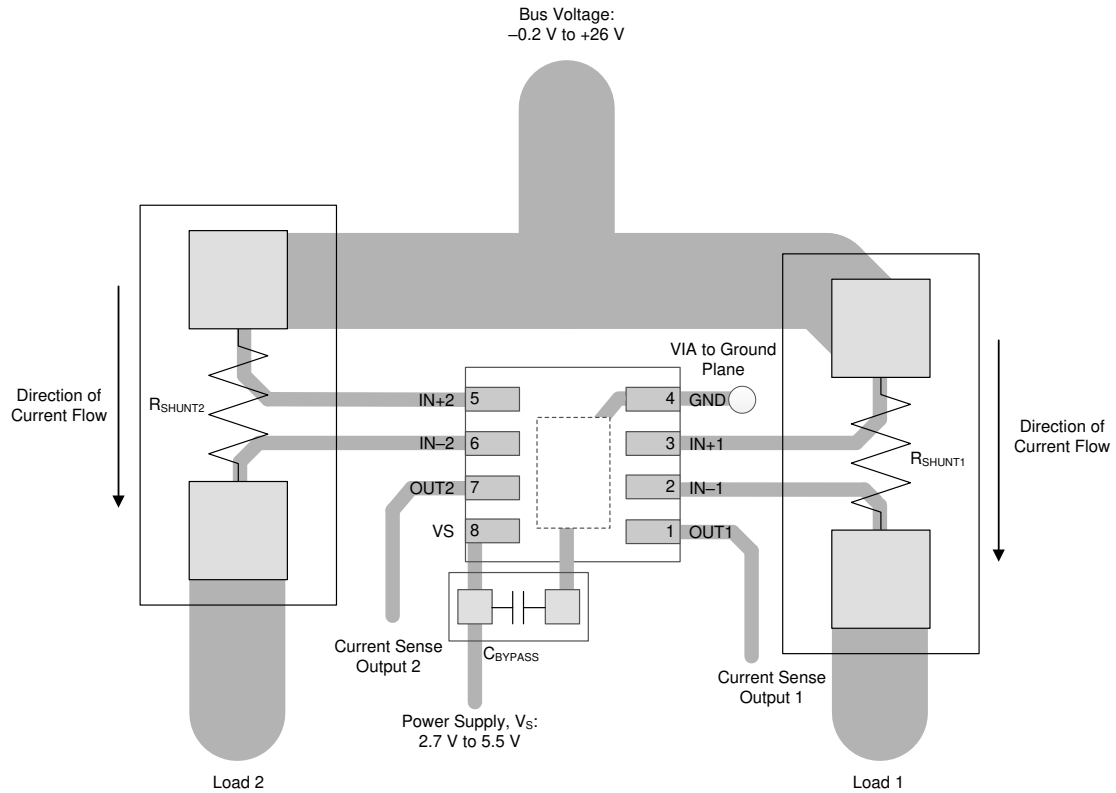 Bus Voltage:
–0.2 V to +26 V
VIA to Ground
Plane
Direction of
Current Flow
RSHUNT2
IN+2
5
4
GND
IN–2
6
3
IN+1
Direction of
Current Flow
RSHUNT1
OUT2
7
2
IN–1
VS
8
1
OUT1
Current Sense
Output 2
CBYPASS
Current Sense
Output 1
Power Supply, VS:
2.7 V to 5.5 V
Load 2
Load 1